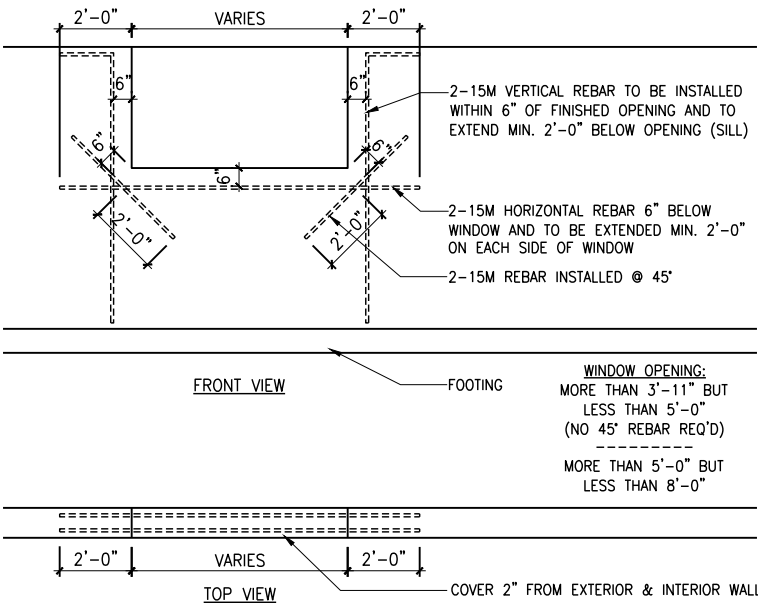 2'-0" VARIES 2'-0"
6" 6"
2-15M VERTICAL REBAR TO BE INSTALLED
WITHIN 6" OF FINISHED OPENING AND TO
EXTEND MIN. 2'-0" BELOW OPENING (SILL)
6" 6" 6"
2'-0" 2'-0"
2-15M HORIZONTAL REBAR 6" BELOW
WINDOW AND TO BE EXTENDED MIN. 2'-0"
ON EACH SIDE OF WINDOW
2-15M REBAR INSTALLED @ 45°
FRONT VIEW
FOOTING
WINDOW OPENING:
MORE THAN 3'-11" BUT
LESS THAN 5'-0"
(NO 45° REBAR REQ'D)
----------
MORE THAN 5'-0" BUT
LESS THAN 8'-0"
2'-0" VARIES 2'-0"
TOP VIEW
COVER 2" FROM EXTERIOR & INTERIOR WALL